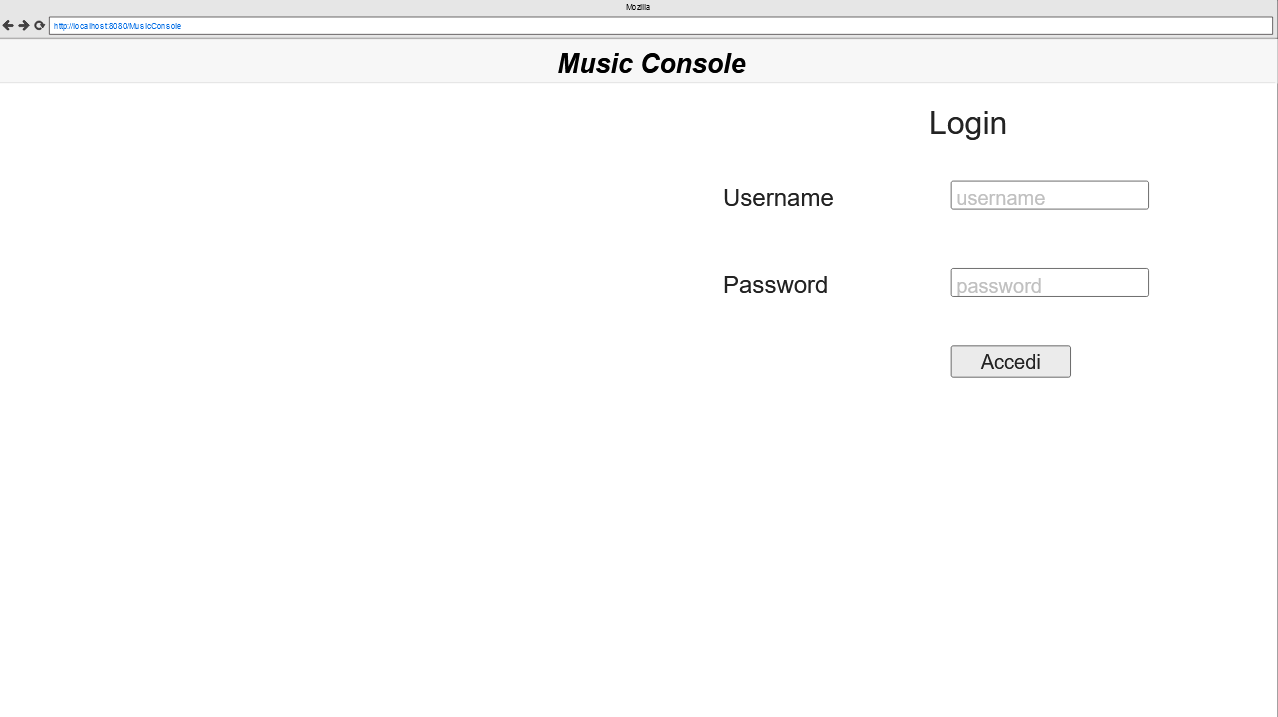 Mozilla
http://localhost:8080/MusicConsole
Music Console
Login
Username
username
Password
password
Accedi